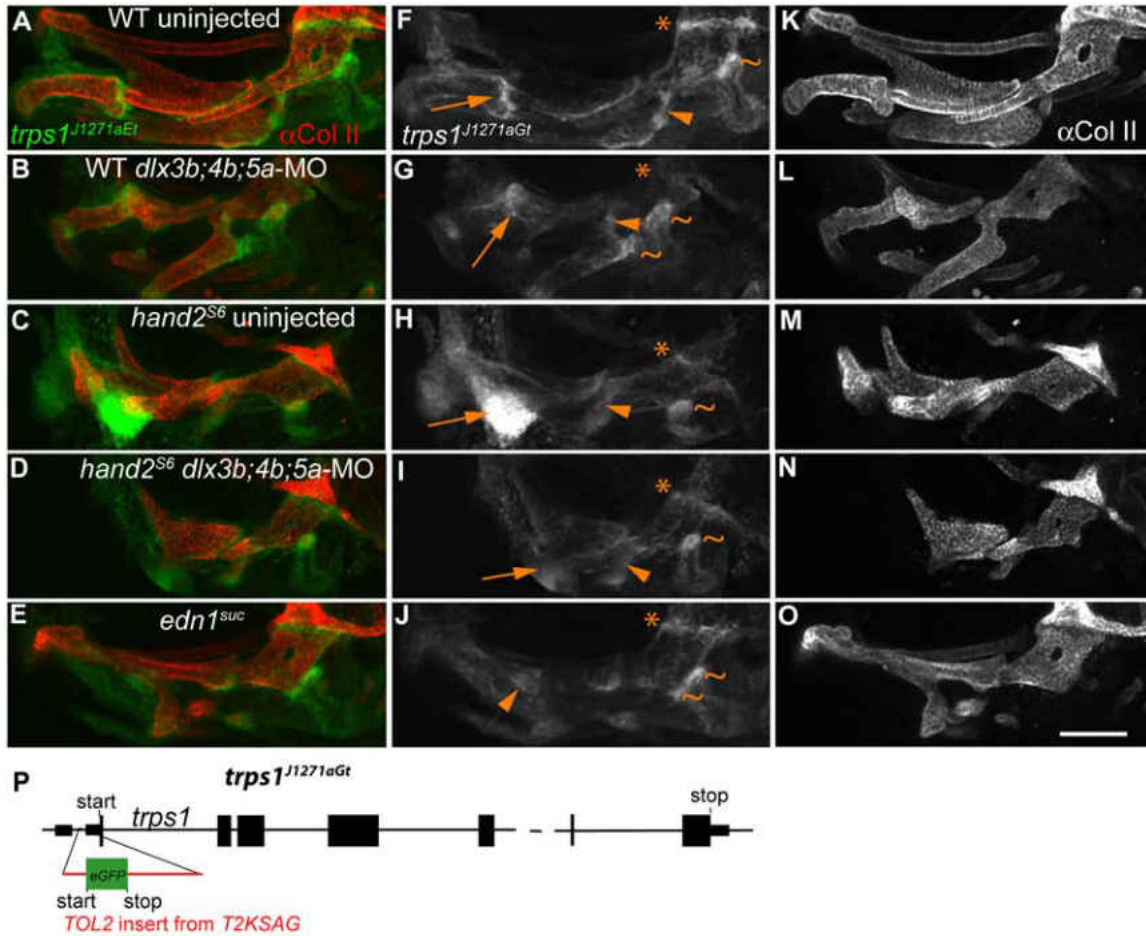 A WT uninjected F * K
~
trps1J1271aEt αCol II trps1J1271aGt αCol II
B WT dlx3b;4b;5a-MO G * L
~
~
C hand2S6 uninjected H * M
~
D hand2S6 dlx3b;4b;5a-MO I * N
~
E edn1suc J * O
~
~
P trps1J1271aGt
start trps1 stop
eGFP
start stop
TOL2 insert from T2KSAG